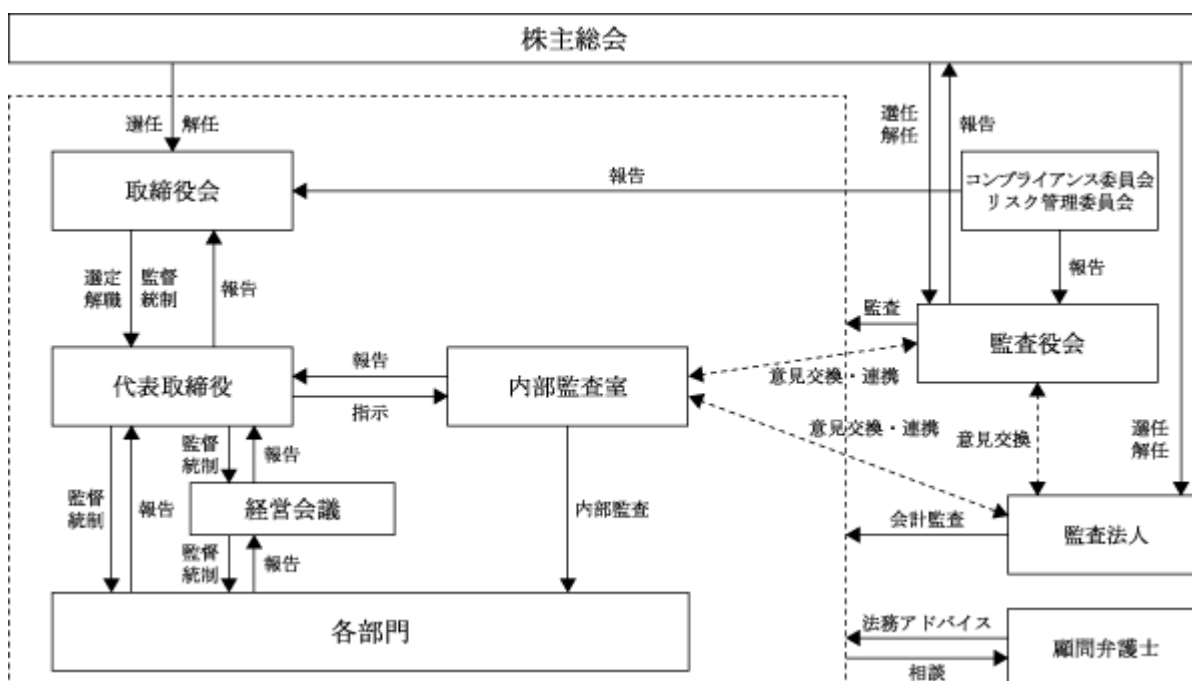 株主総会
選任 解任
選任
解任
報告
取締役会
報告
コンプライアンス委員会
リスク管理委員会
選定
解職
監督
統制
報告
報告
監査
監査役会
代表取締役
報告
指示
内部監査室
意見交換・連携
意見交換・連携
意見交換
選任
解任
監督
統制
報告
監督
統制
報告
経営会議
内部監査
会計監査
監査法人
監督
統制
報告
各部門
法務アドバイス
相談
顧問弁護士